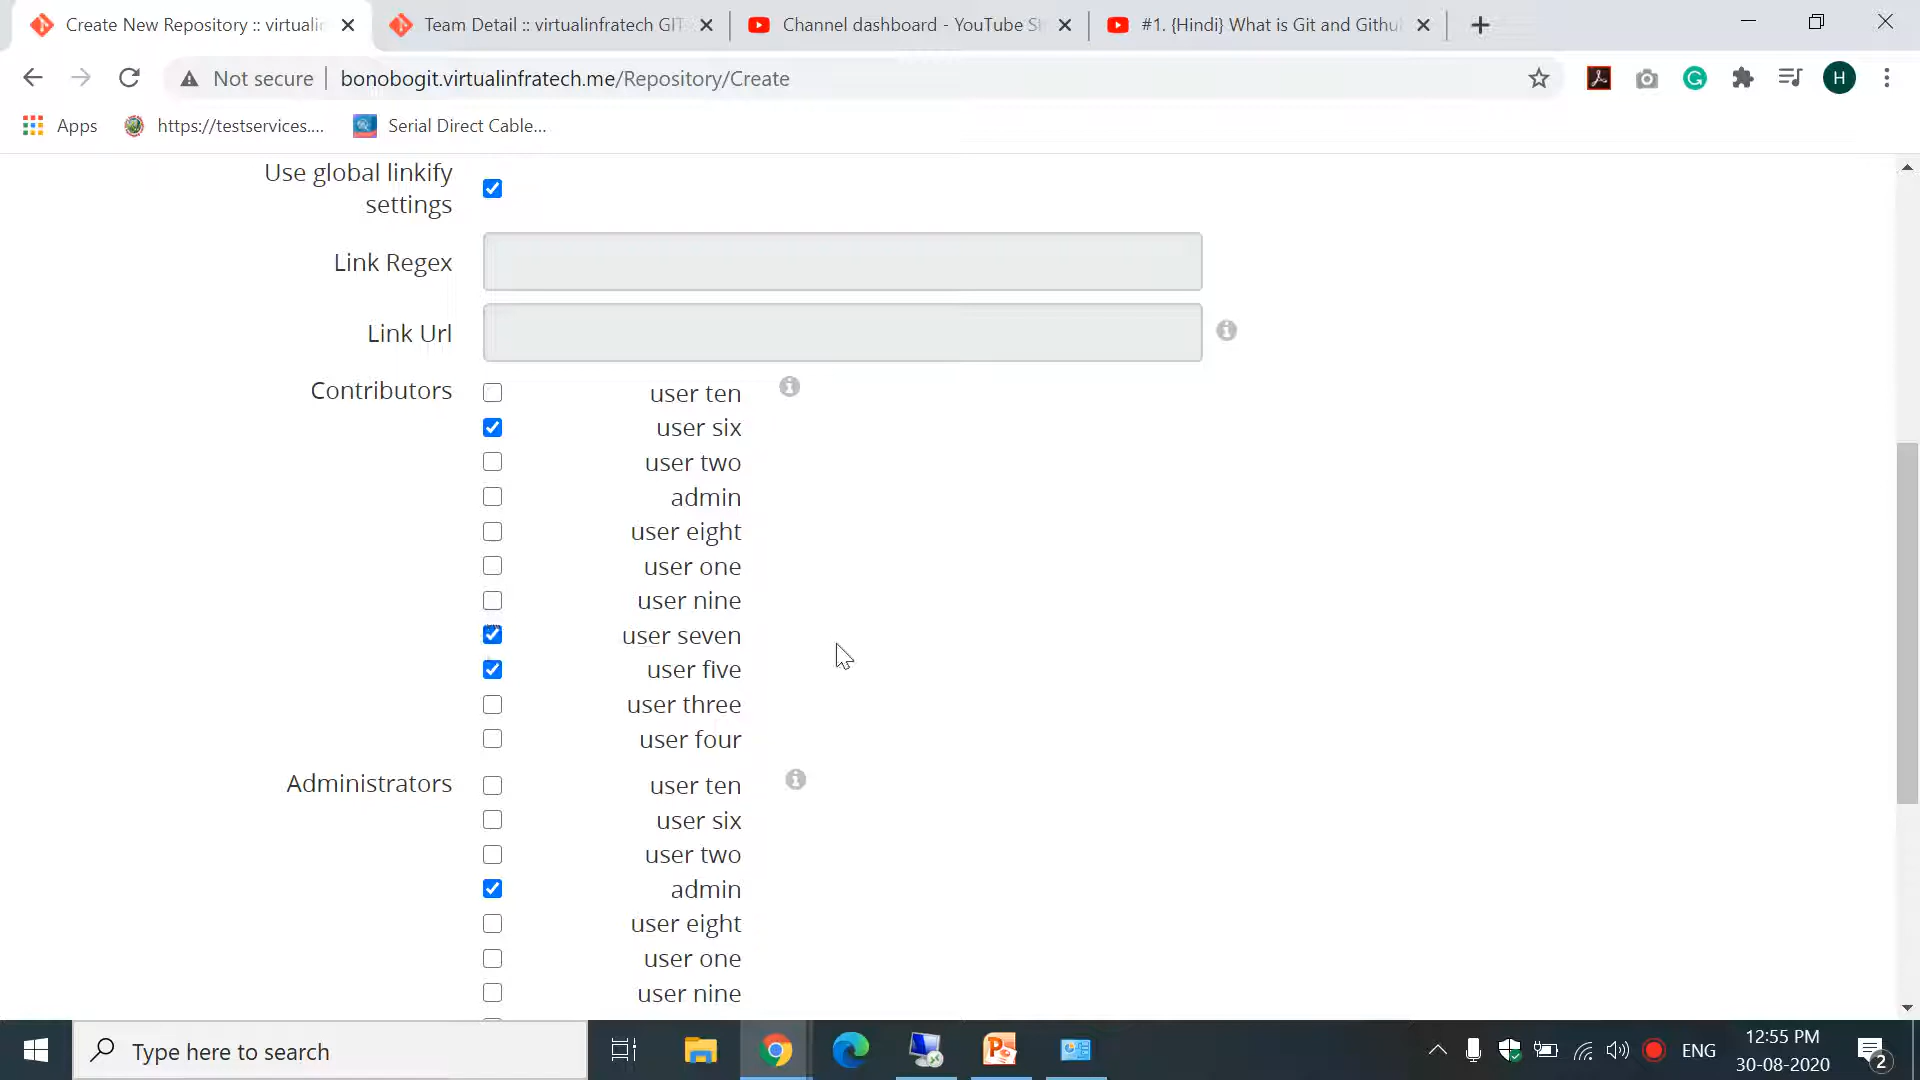 Create New Repository :: virtualin
Team Detail :: virtualinfratech GIT
Channel dashboard - YouTube St
#1. {Hindi} What is Git and Githu
Not secure
bonobogit.virtualinfratech.me/Repository/Create
H
Apps
https://testservices....
Serial Direct Cable...
Use global linkify
settings
Link Regex
Link Url
Contributors
user ten
user six
user two
admin
user eight
user one
user nine
user seven
user five
user three
user four
Administrators
user ten
user six
user two
admin
user eight
user one
user nine
Type here to search
ENG
12:55 PM
30-08-2020
2